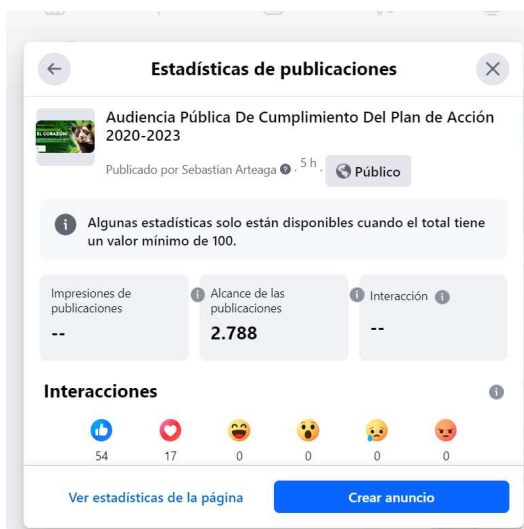 Estadísticas de publicaciones
Audiencia Pública De Cumplimiento Del Plan de Acción
2020-2023
EL CORAZÓN
Publicado por Sebastian Arteaga · 5 h · Público
Algunas estadísticas solo están disponibles cuando el total tiene
un valor mínimo de 100.
Impresiones de
publicaciones
--
Alcance de las
publicaciones
2.788
Interacción
--
Interacciones
54 17 0 0 0 0
Ver estadísticas de la página Crear anuncio